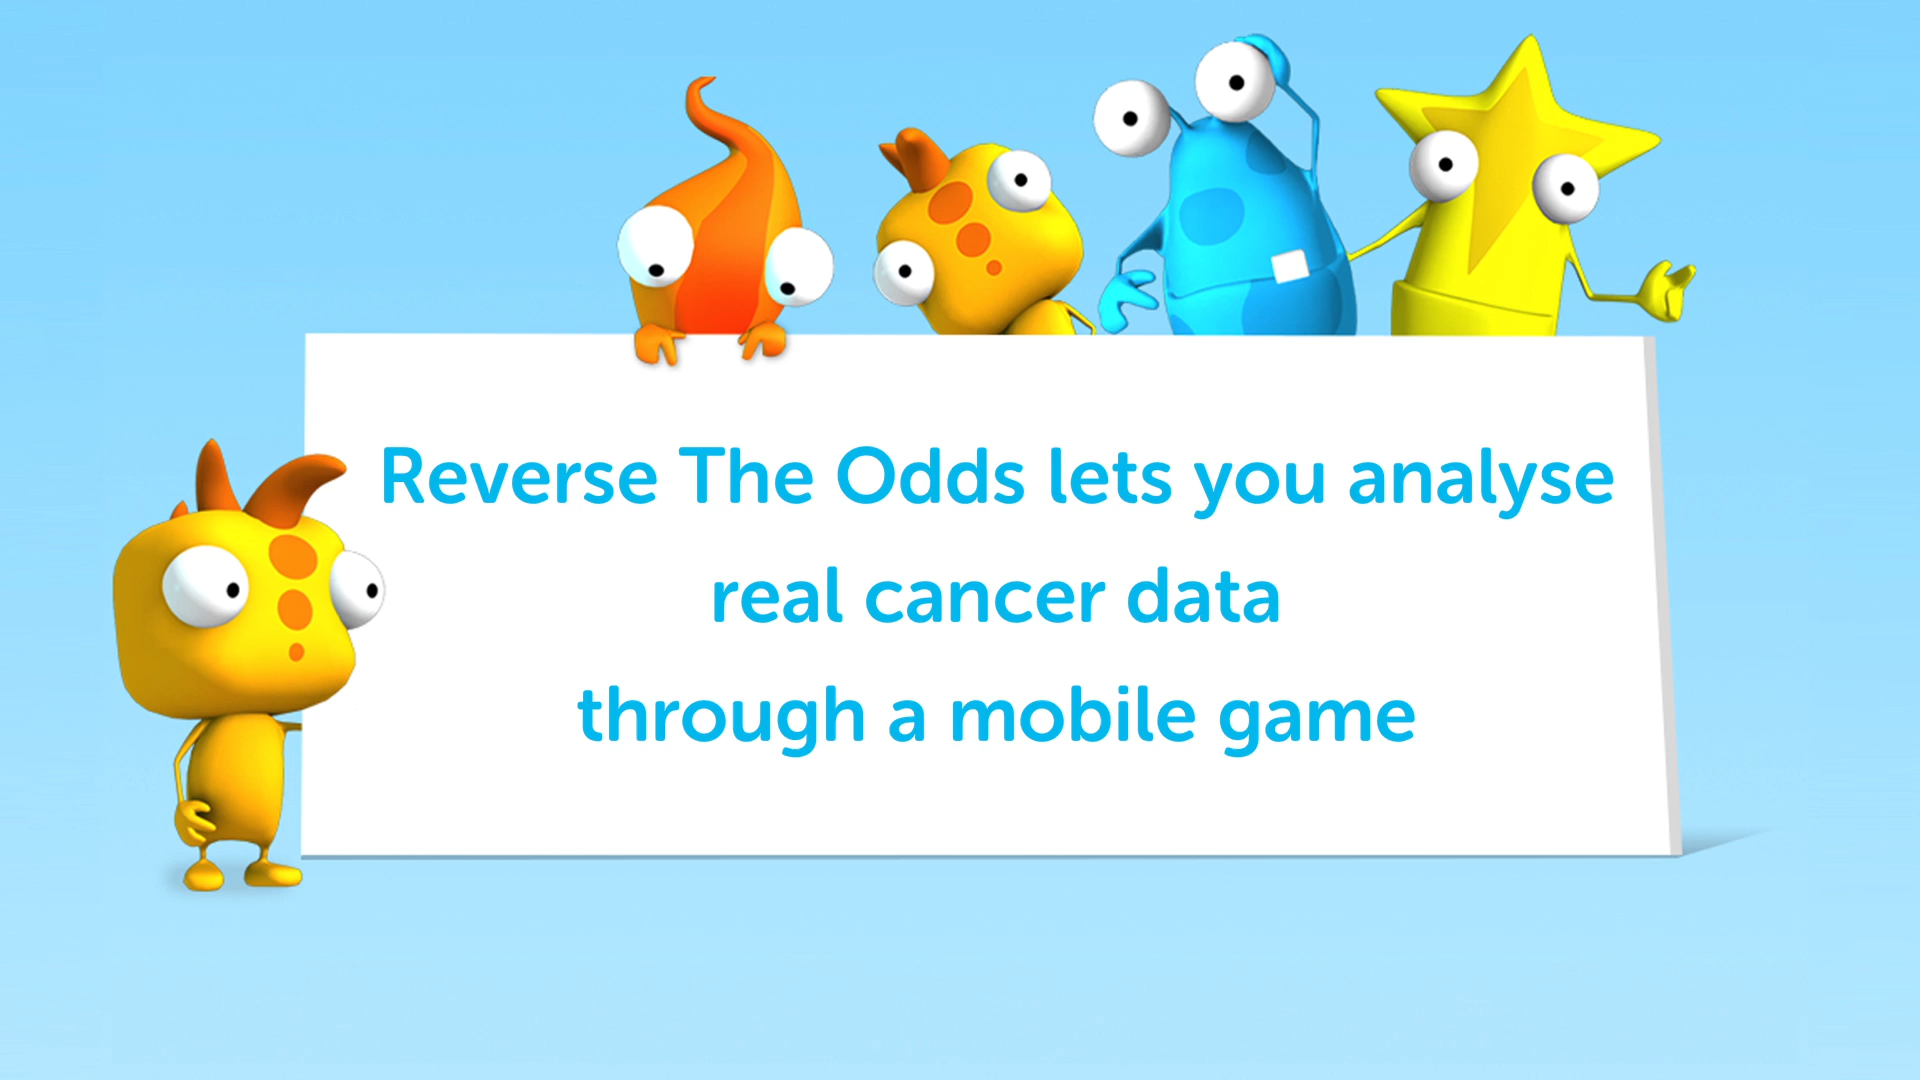 Reverse The Odds lets you analyse
real cancer data
through a mobile game